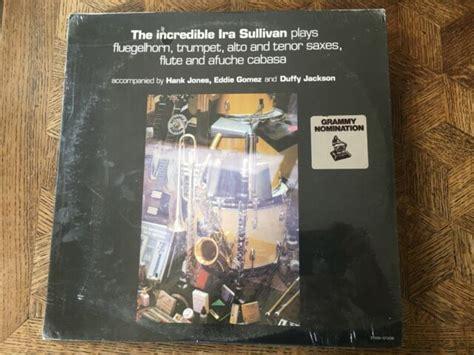 The incredible Ira Sullivan plays
fluegelhorn, trumpet, alto and tenor saxes,
flute and afuche cabasa
accompanied by Hank Jones, Eddie Gomez and Duffy Jackson
GRAMMY
NOMINATION